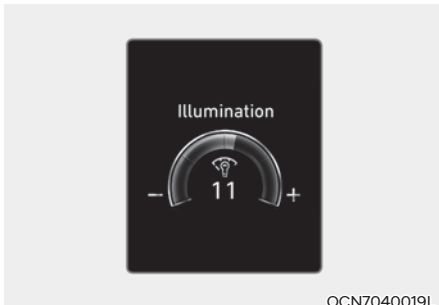 Illumination
– 11 +
OCN7040019L